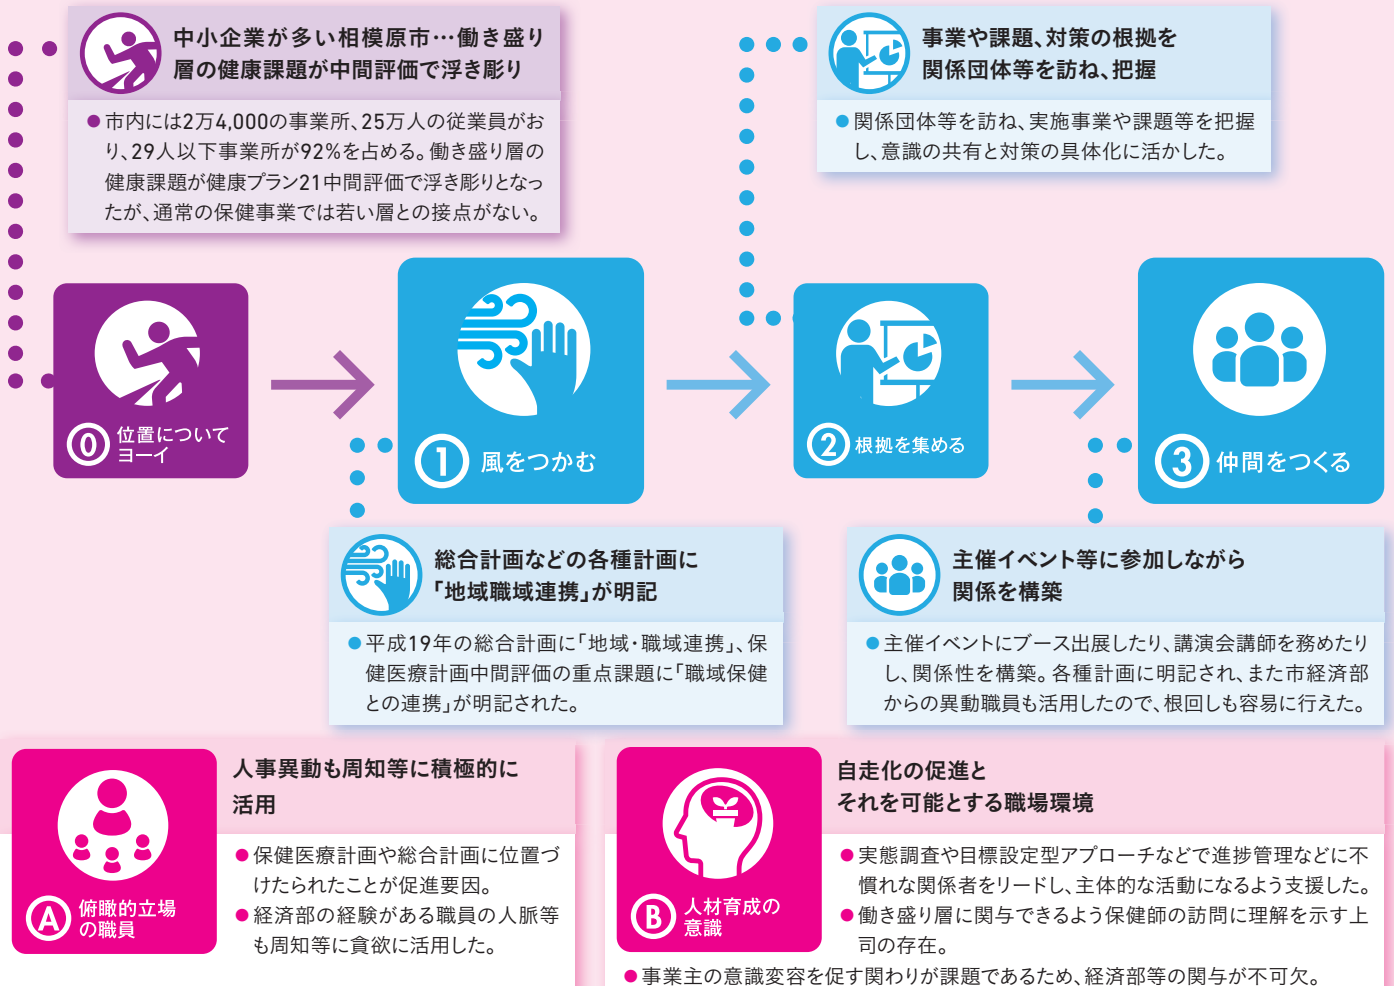 中小企業が多い相模原市…働き盛り
層の健康課題が中間評価で浮き彫り
●市内には2万4,000の事業所、25万人の従業員がお
り、29人以下事業所が92%を占める。働き盛り層の
健康課題が健康プラン21中間評価で浮き彫りとなっ
たが、通常の保健事業では若い層との接点がない。
事業や課題、対策の根拠を
関係団体等を訪ね、把握
●関係団体等を訪ね、実施事業や課題等を把握
し、意識の共有と対策の具体化に活かした。
0 位置について
ヨーイ
1 風をつかむ
2 根拠を集める
3 仲間をつくる
総合計画などの各種計画に
「地域職域連携」が明記
●平成19年の総合計画に「地域・職域連携」、保
健医療計画中間評価の重点課題に「職域保健
との連携」が明記された。
主催イベント等に参加しながら
関係を構築
●主催イベントにブース出展したり、講演会講師を務めたり
し、関係性を構築。各種計画に明記され、また市経済部
からの異動職員も活用したので、根回しも容易に行えた。
A 俯瞰的立場
の職員
人事異動も周知等に積極的に
活用
●保健医療計画や総合計画に位置づ
けたられたことが促進要因。
●経済部の経験がある職員の人脈等
も周知等に貪欲に活用した。
B 人材育成の
意識
自走化の促進と
それを可能とする職場環境
●実態調査や目標設定型アプローチなどで進捗管理などに不
慣れな関係者をリードし、主体的な活動になるよう支援した。
●働き盛り層に関与できるよう保健師の訪問に理解を示す上
司の存在。
●事業主の意識変容を促す関わりが課題であるため、経済部等の関与が不可欠。